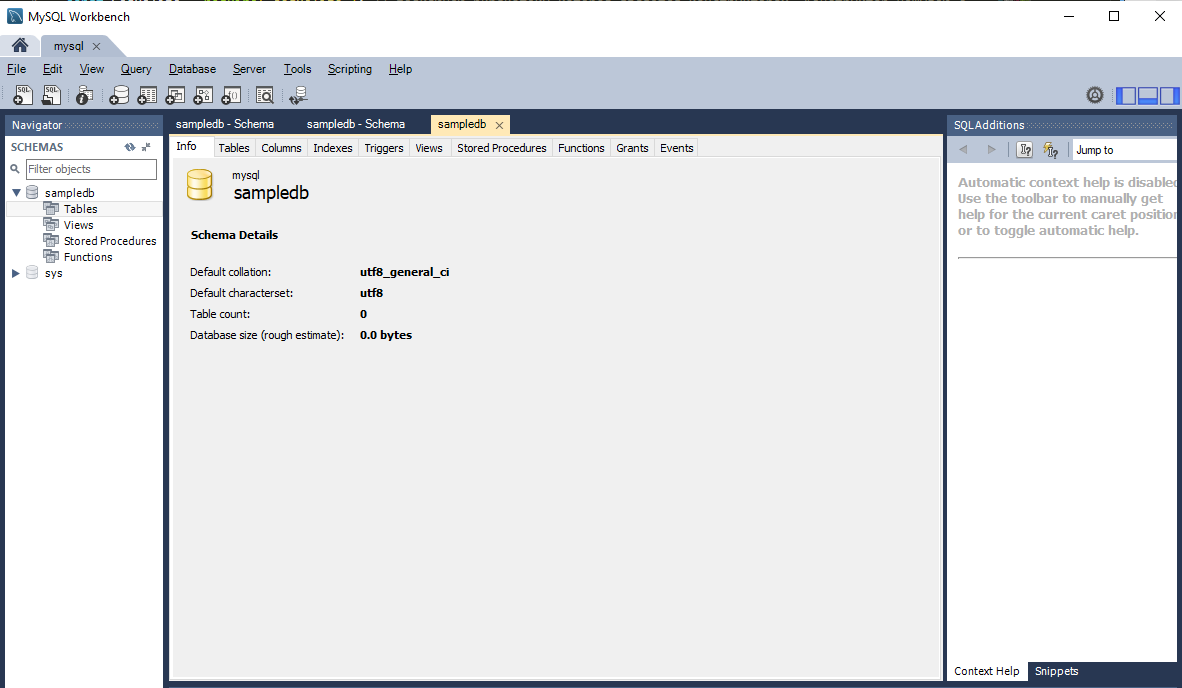 MySQL Workbench
mysql
File Edit View Query Database Server Tools Scripting Help
SQL SQL
Navigator
SCHEMAS
Filter objects
sampledb
Tables
Views
Stored Procedures
Functions
sys
sampledb - Schema sampledb - Schema sampledb
Info Tables Columns Indexes Triggers Views Stored Procedures Functions Grants Events
mysql
sampledb
Schema Details
Default collation: utf8_general_ci
Default characterset: utf8
Table count: 0
Database size (rough estimate): 0.0 bytes
SQLAdditions
Jump to
Automatic context help is disabled
Use the toolbar to manually get
help for the current caret position
or to toggle automatic help.
Context Help Snippets